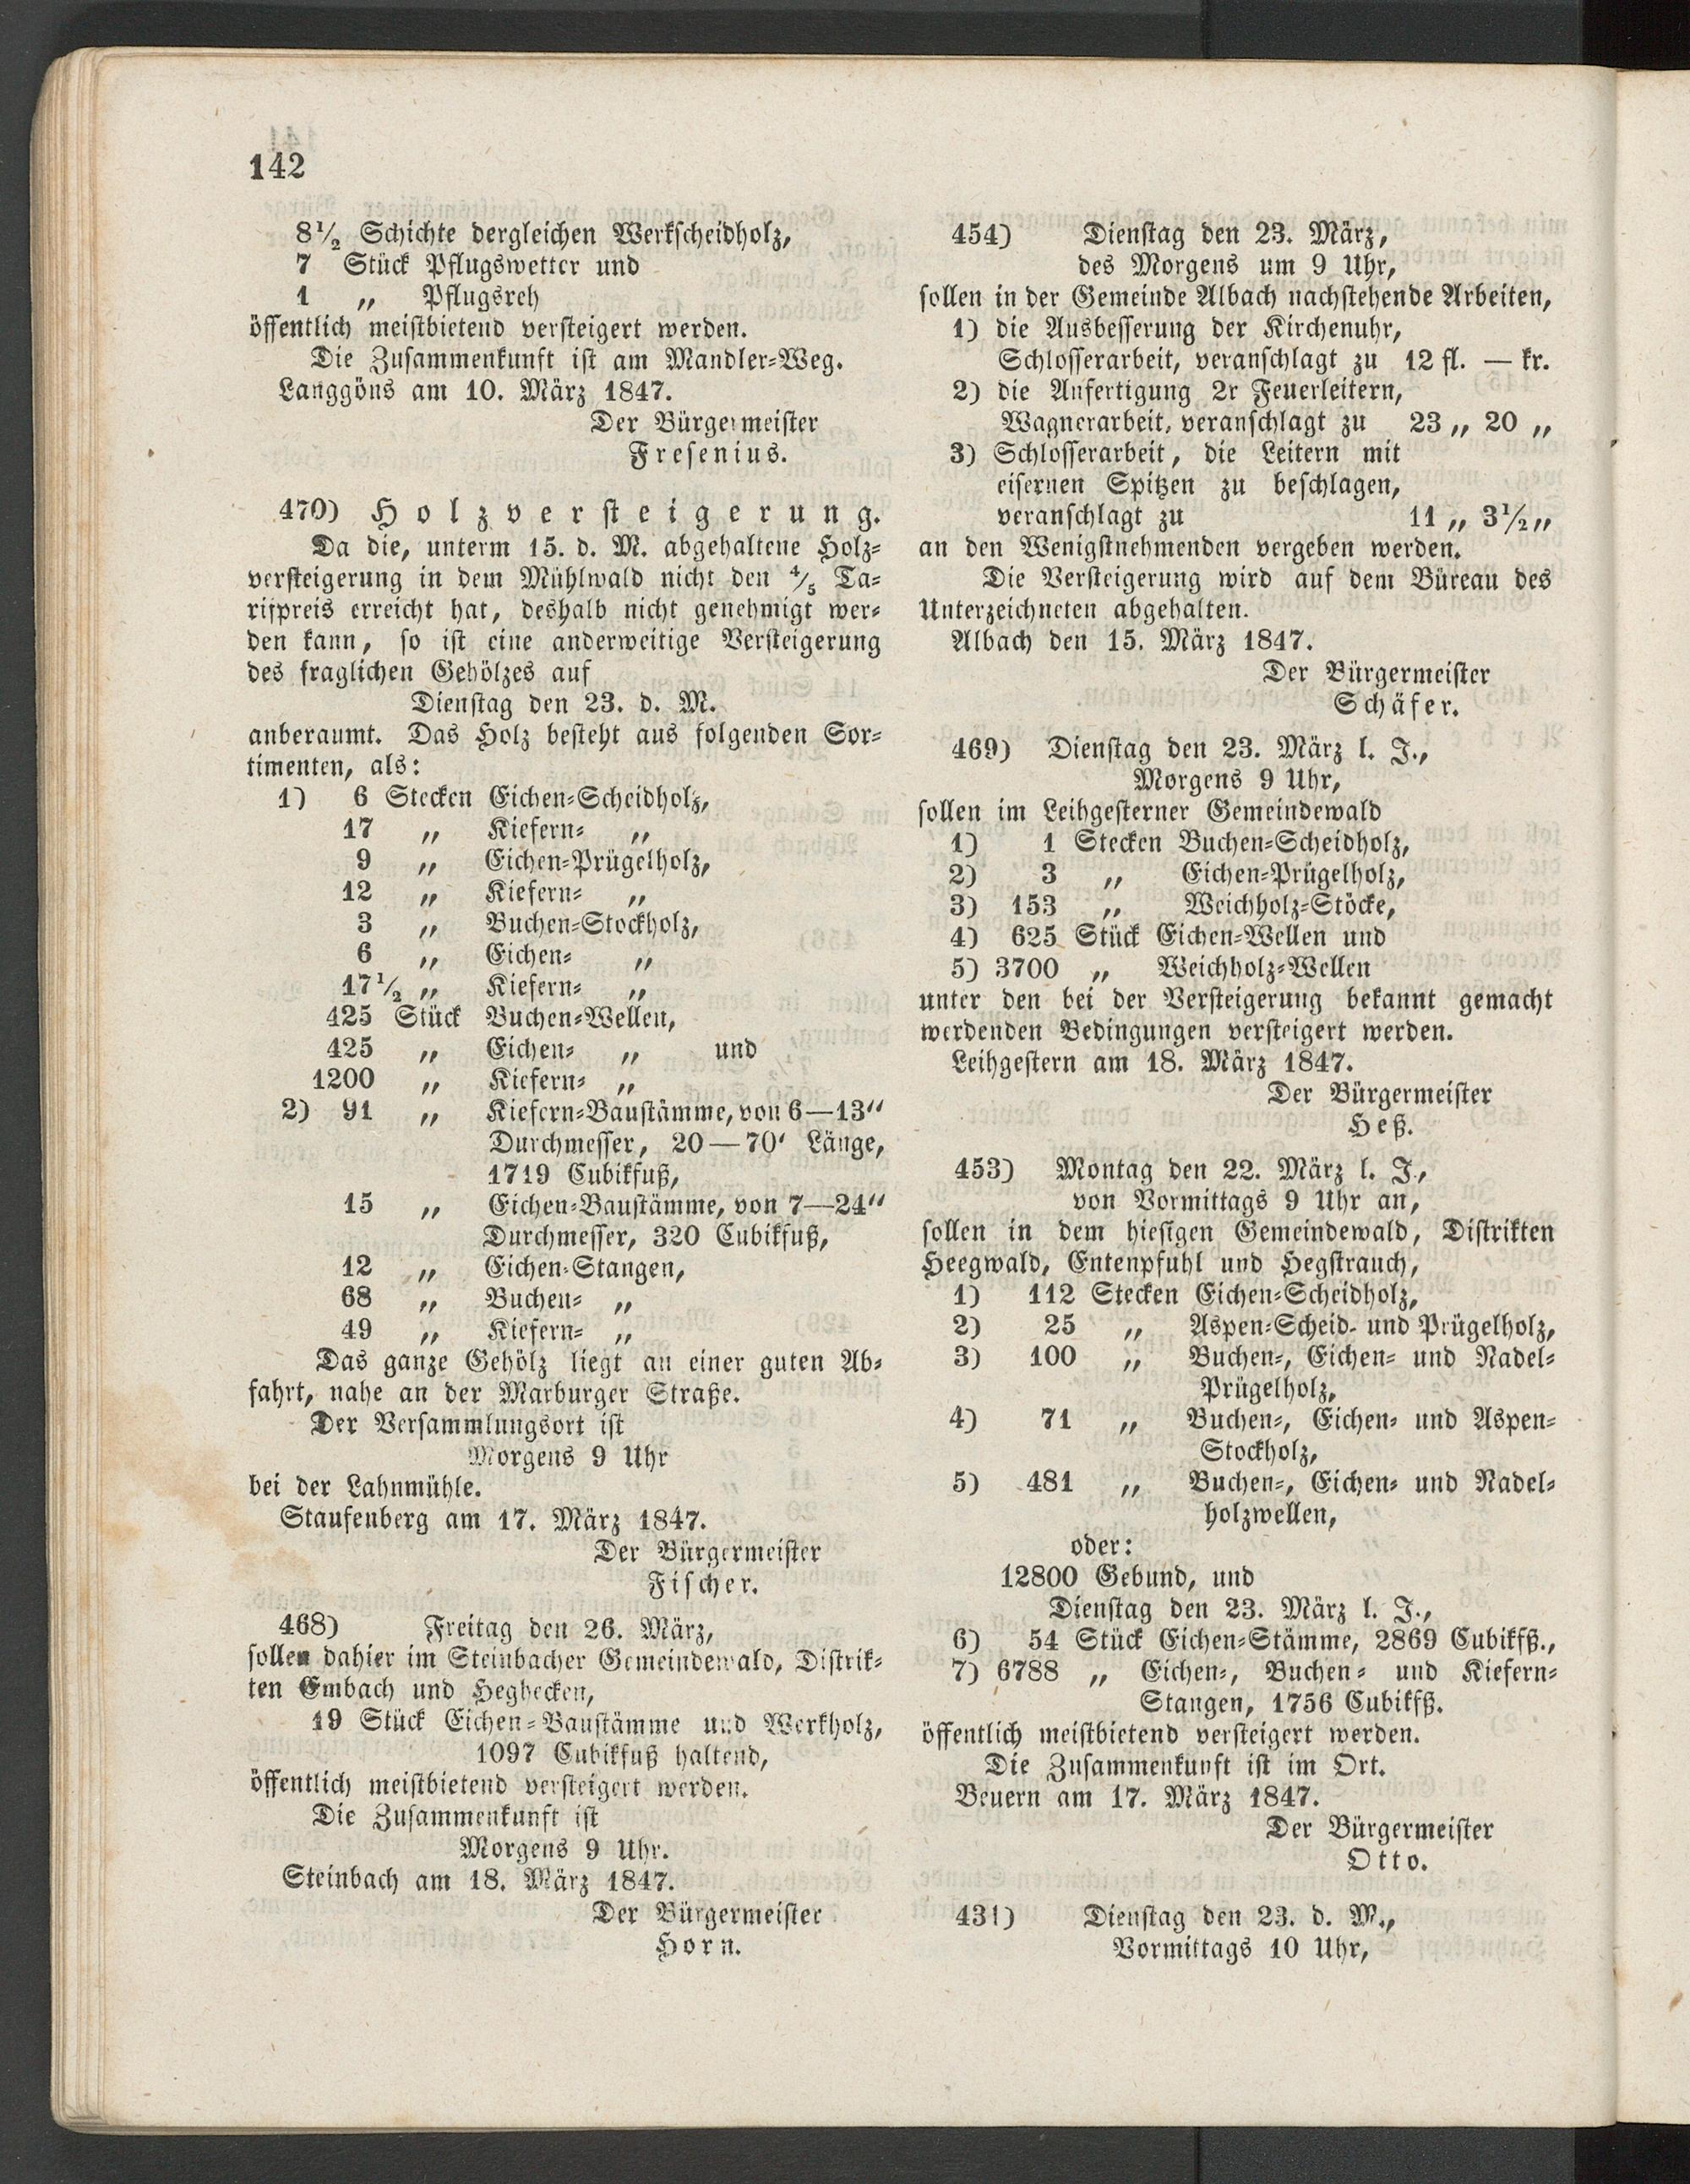 142
8½ Schichte dergleichen Werkscheidholz,
7 Stück Pflugswetter und
1 „ Pflugsreh
öffentlich meistbietend versteigert werden.
Die Zusammenkunft ist am Mandler-Weg.
Langgöns am 10. März 1847.
Der Bürgermeister
Fresenius.
470) Holzversteigerung.
Da die, unterm 15. d. M. abgehaltene Holz-
versteigerung in dem Mühlwald nicht den 4/5 Ta-
rifpreis erreicht hat, deshalb nicht genehmigt wer-
den kann, so ist eine anderweitige Versteigerung
des fraglichen Gehölzes auf
Dienstag den 23. d. M.
anberaumt. Das Holz besteht aus folgenden Sor-
timenten, als:
1) 6 Stecken Eichen-Scheidholz,
17 „ Kiefern- „
9 „ Eichen-Prügelholz,
12 „ Kiefern- „
3 „ Buchen-Stockholz,
6 „ Eichen- „
17½ „ Kiefern- „
425 Stück Buchen-Wellen,
425 „ Eichen- „ und
1200 „ Kiefern- „
2) 91 „ Kiefern-Baustämme, von 6—13“
Durchmesser, 20—70‘ Länge,
1719 Cubikfuß,
15 „ Eichen-Baustämme, von 7—24“
Durchmesser, 320 Cubikfuß,
12 „ Eichen-Stangen,
68 „ Buchen- „
49 „ Kiefern- „
Das ganze Gehölz liegt an einer guten Ab-
fahrt, nahe an der Marburger Straße.
Der Versammlungsort ist
Morgens 9 Uhr
bei der Lahnmühle.
Staufenberg am 17. März 1847.
Der Bürgermeister
Fischer.
468) Freitag den 26. März,
sollen dahier im Steinbacher Gemeindewald, Distrik-
ten Embach und Heghecken,
19 Stück Eichen-Baustämme und Werkholz,
1097 Cubikfuß haltend,
öffentlich meistbietend versteigert werden.
Die Zusammenkunft ist
Morgens 9 Uhr.
Steinbach am 18. März 1847.
Der Bürgermeister
Horn.
454) Dienstag den 23. März,
des Morgens um 9 Uhr,
sollen in der Gemeinde Albach nachstehende Arbeiten,
1) die Ausbesserung der Kirchenuhr,
Schlosserarbeit, veranschlagt zu 12 fl. — kr.
2) die Anfertigung 2r Feuerleitern,
Wagnerarbeit, veranschlagt zu 23 „ 20 „
3) Schlosserarbeit, die Leitern mit
eisernen Spitzen zu beschlagen,
veranschlagt zu 11 „ 3½ „
an den Wenigstnehmenden vergeben werden.
Die Versteigerung wird auf dem Büreau des
Unterzeichneten abgehalten.
Albach den 15. März 1847.
Der Bürgermeister
Schäfer.
469) Dienstag den 23. März l. J.,
Morgens 9 Uhr,
sollen im Leihgesterner Gemeindewald
1) 1 Stecken Buchen-Scheidholz,
2) 3 „ Eichen-Prügelholz,
3) 153 „ Weichholz-Stöcke,
4) 625 Stück Eichen-Wellen und
5) 3700 „ Weichholz-Wellen
unter den bei der Versteigerung bekannt gemacht
werdenden Bedingungen versteigert werden.
Leihgestern am 18. März 1847.
Der Bürgermeister
Heß.
453) Montag den 22. März l. J.,
von Vormittags 9 Uhr an,
sollen in dem hiesigen Gemeindewald, Distrikten
Heegwald, Entenpfuhl und Hegstrauch,
1) 112 Stecken Eichen-Scheidholz,
2) 25 „ Aspen-Scheid- und Prügelholz,
3) 100 „ Buchen-, Eichen- und Nadel-
Prügelholz,
4) 71 „ Buchen-, Eichen- und Aspen-
Stockholz,
5) 481 „ Buchen-, Eichen- und Nadel-
holzwellen,
oder:
12800 Gebund, und
Dienstag den 23. März l. J.,
6) 54 Stück Eichen-Stämme, 2869 Cubikfß.,
7) 6788 „ Eichen-, Buchen- und Kiefern-
Stangen, 1756 Cubikfß.
öffentlich meistbietend versteigert werden.
Die Zusammenkunft ist im Ort.
Beuern am 17. März 1847.
Der Bürgermeister
Otto.
431) Dienstag den 23. d. M.,
Vormittags 10 Uhr,